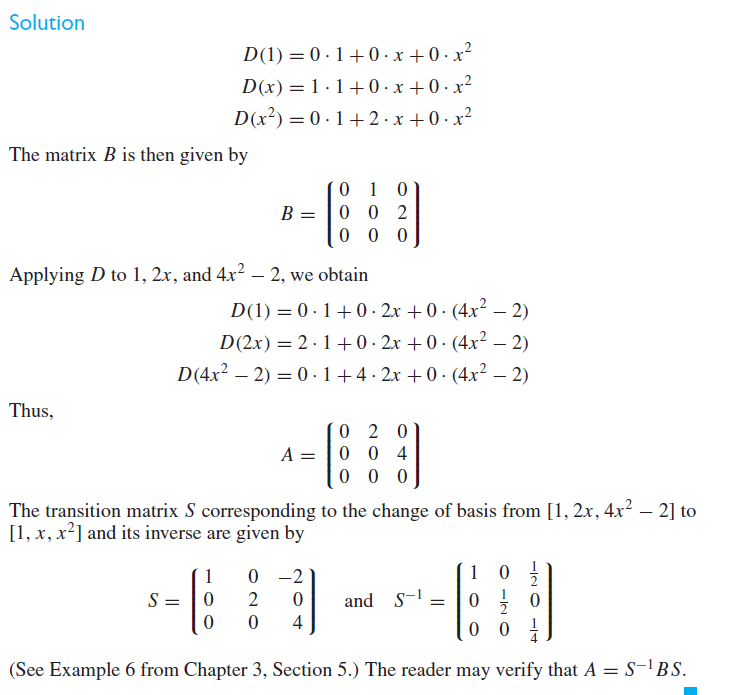 Solution
D(1) = 0 · 1 + 0 · x + 0 · x²
D(x) = 1 · 1 + 0 · x + 0 · x²
D(x²) = 0 · 1 + 2 · x + 0 · x²
The matrix B is then given by
0 1 0
B = 0 0 2
0 0 0
Applying D to 1, 2x, and 4x² − 2, we obtain
D(1) = 0 · 1 + 0 · 2x + 0 · (4x² − 2)
D(2x) = 2 · 1 + 0 · 2x + 0 · (4x² − 2)
D(4x² − 2) = 0 · 1 + 4 · 2x + 0 · (4x² − 2)
Thus,
0 2 0
A = 0 0 4
0 0 0
The transition matrix S corresponding to the change of basis from [1, 2x, 4x² − 2] to
[1, x, x²] and its inverse are given by
1 0 −2 1 0 1/2
S = 0 2 0 and S⁻¹ = 0 1/2 0
0 0 4 0 0 1/4
(See Example 6 from Chapter 3, Section 5.) The reader may verify that A = S⁻¹BS.